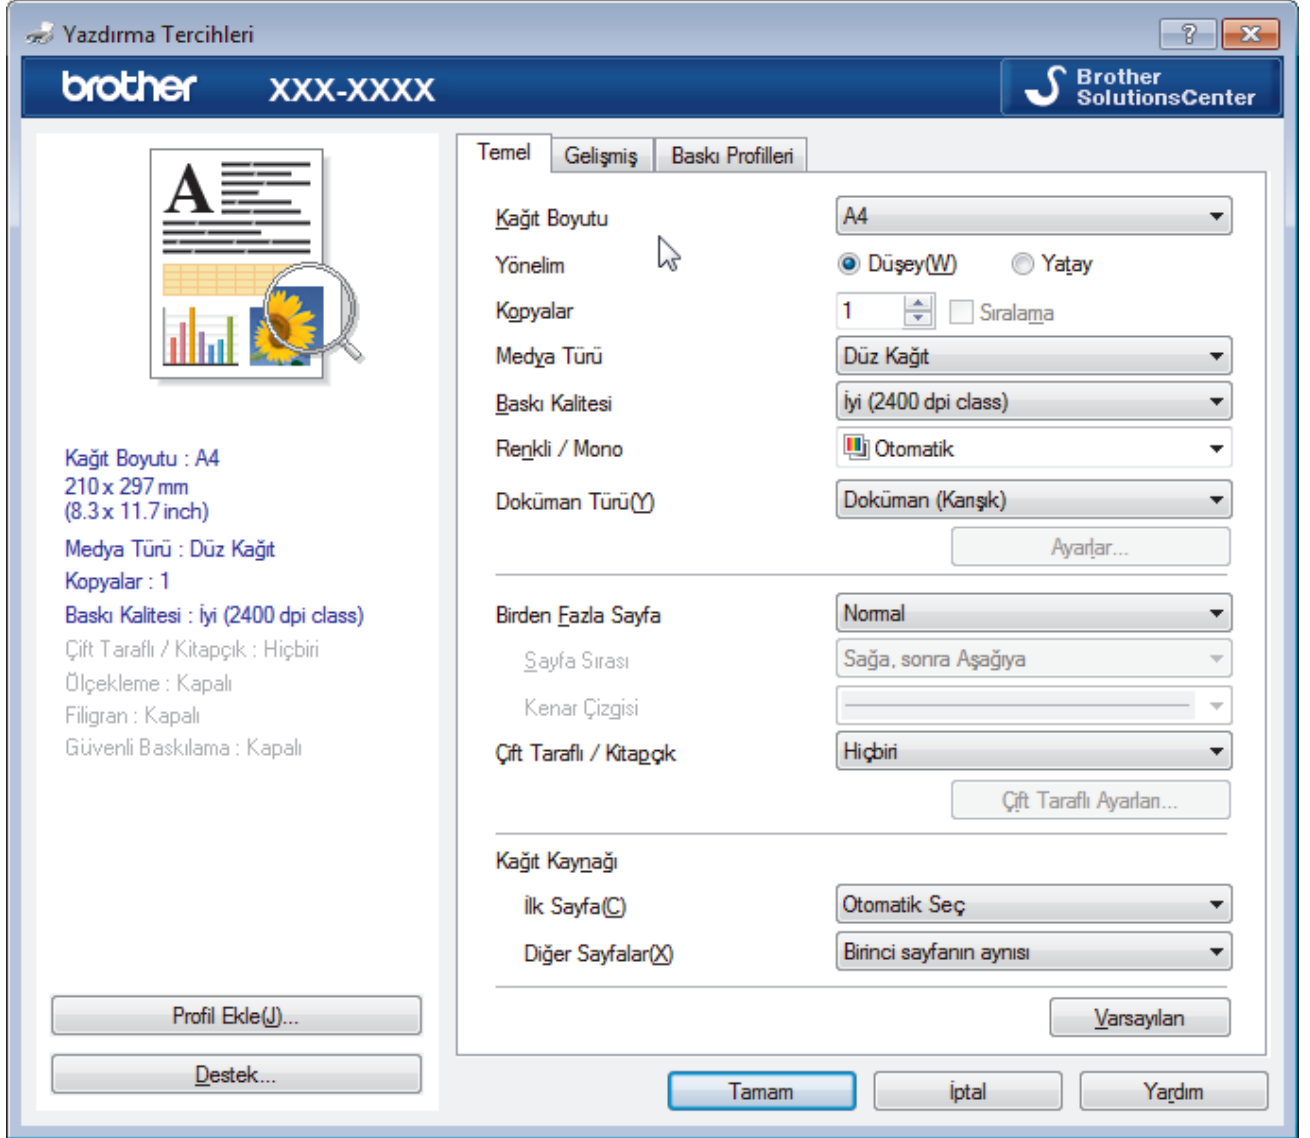 Yazdırma Tercihleri
?
brother XXX-XXXX
Brother
SolutionsCenter
A
Kağıt Boyutu : A4
210 x 297 mm
(8.3 x 11.7 inch)
Medya Türü : Düz Kağıt
Kopyalar : 1
Baskı Kalitesi : İyi (2400 dpi class)
Çift Taraflı / Kitapçık : Hiçbiri
Ölçekleme : Kapalı
Filigran : Kapalı
Güvenli Baskılama : Kapalı
Profil Ekle(J)...
Destek...
Temel Gelişmiş Baskı Profilleri
Kağıt Boyutu A4
Yönelim Düşey(W) Yatay
Kopyalar 1 Sıralama
Medya Türü Düz Kağıt
Baskı Kalitesi İyi (2400 dpi class)
Renkli / Mono Otomatik
Doküman Türü(Y) Doküman (Karışık)
Ayarlar...
Birden Fazla Sayfa Normal
Sayfa Sırası Sağa, sonra Aşağıya
Kenar Çizgisi
Çift Taraflı / Kitapçık Hiçbiri
Çift Taraflı Ayarları...
Kağıt Kaynağı
İlk Sayfa(C) Otomatik Seç
Diğer Sayfalar(X) Birinci sayfanın aynısı
Varsayılan
Tamam İptal Yardım